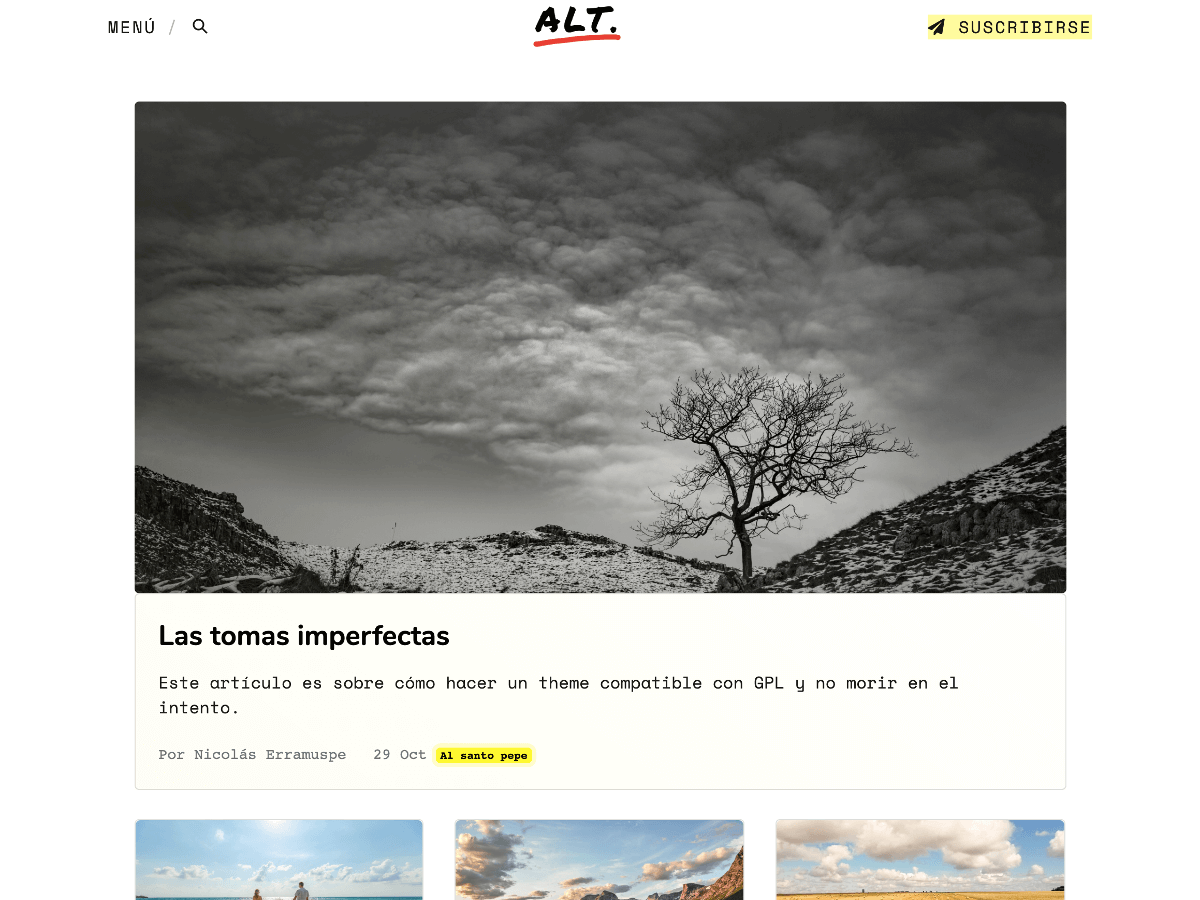 MENÚ /
ALT.
SUSCRIBIRSE
Las tomas imperfectas
Este artículo es sobre cómo hacer un theme compatible con GPL y no morir en el
intento.
Por Nicolás Erramuspe 29 Oct Al santo pepe